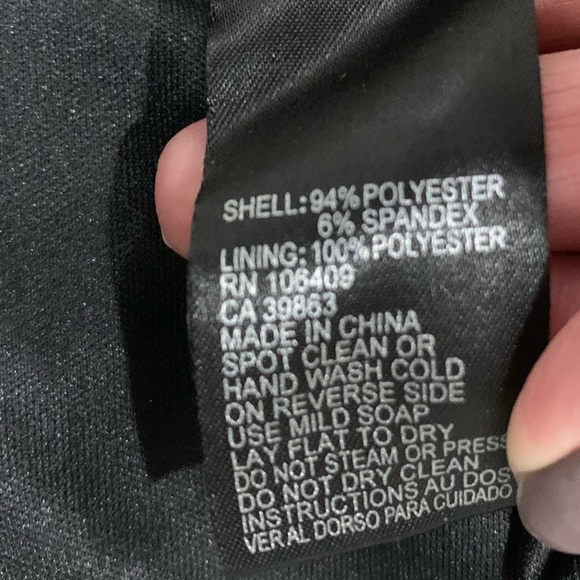 SHELL: 94% POLYESTER
6% SPANDEX
LINING: 100% POLYESTER
RN 106409
CA 39863
MADE IN CHINA
SPOT CLEAN OR
HAND WASH COLD
ON REVERSE SIDE
USE MILD SOAP
LAY FLAT TO DRY
DO NOT STEAM OR PRESS
DO NOT DRY CLEAN
INSTRUCTIONS AU DOS
VER AL DORSO PARA CUIDADO